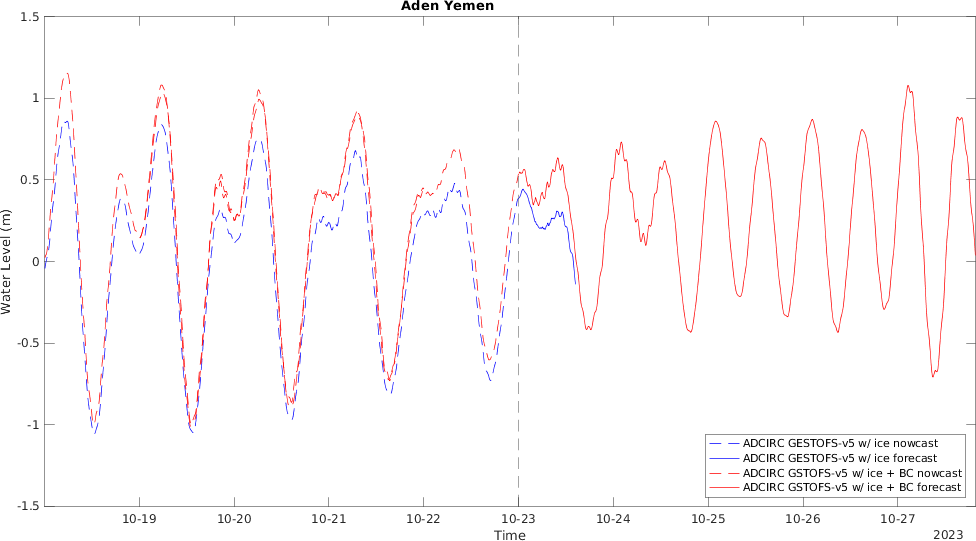 Aden Yemen
1.5
1
0.5
0
-0.5
-1
-1.5
Water Level (m)
10-19 10-20 10-21 10-22 10-23 10-24 10-25 10-26 10-27
Time
2023
ADCIRC GESTOFS-v5 w/ ice nowcast
ADCIRC GESTOFS-v5 w/ ice forecast
ADCIRC GSTOFS-v5 w/ ice + BC nowcast
ADCIRC GSTOFS-v5 w/ ice + BC forecast